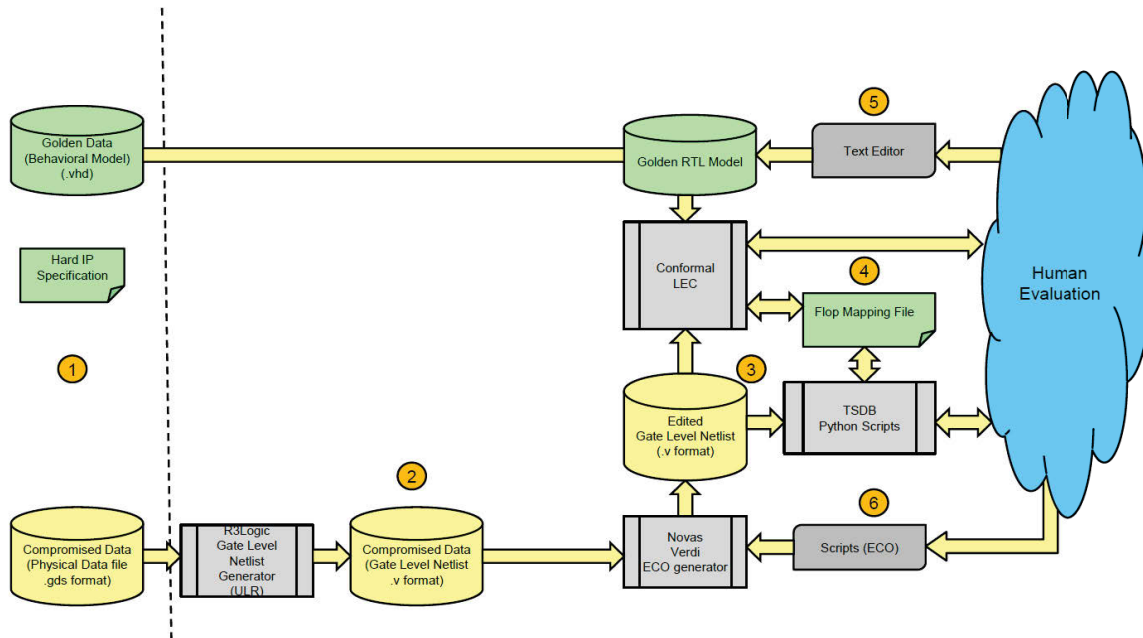 5
Golden Data
(Behavioral Model)
(.vhd)
Golden RTL Model
Text Editor
Hard IP
Specification
Conformal
LEC
4
Flop Mapping File
Human
Evaluation
1
3
Edited
Gate Level Netlist
(.v format)
TSDB
Python Scripts
2
6
Compromised Data
(Physical Data file
.gds format)
R3Logic
Gate Level
Netlist
Generator
(ULR)
Compromised Data
(Gate Level Netlist
.v format)
Novas
Verdi
ECO generator
Scripts (ECO)